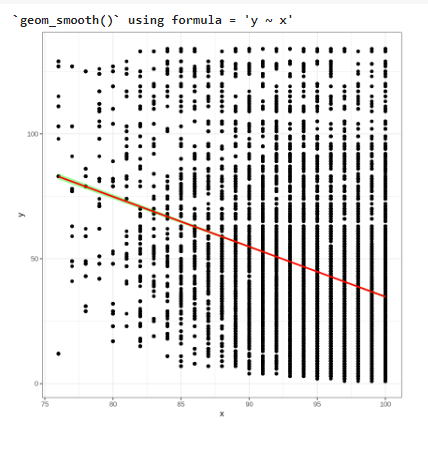 `geom_smooth()` using formula = 'y ~ x'
100
50
0
y
75 80 85 90 95 100
x